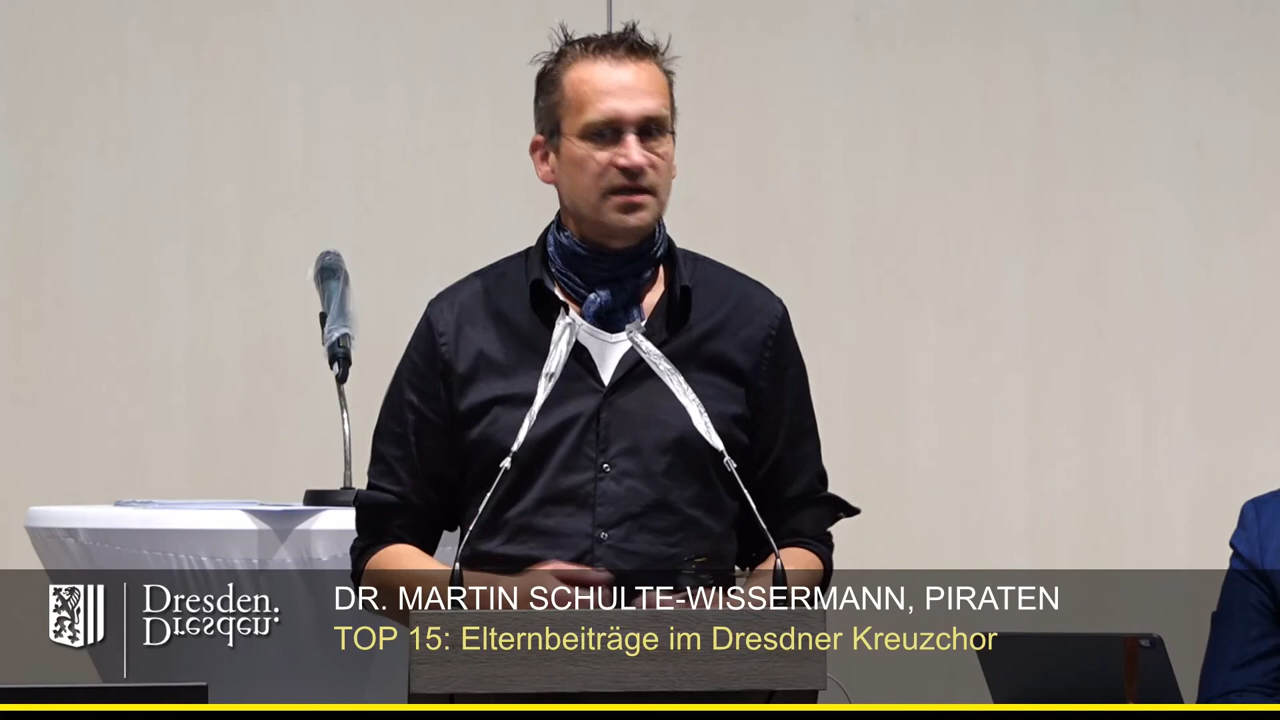 Dresden.
Dresden.
DR. MARTIN SCHULTE-WISSERMANN, PIRATEN
TOP 15: Elternbeiträge im Dresdner Kreuzchor